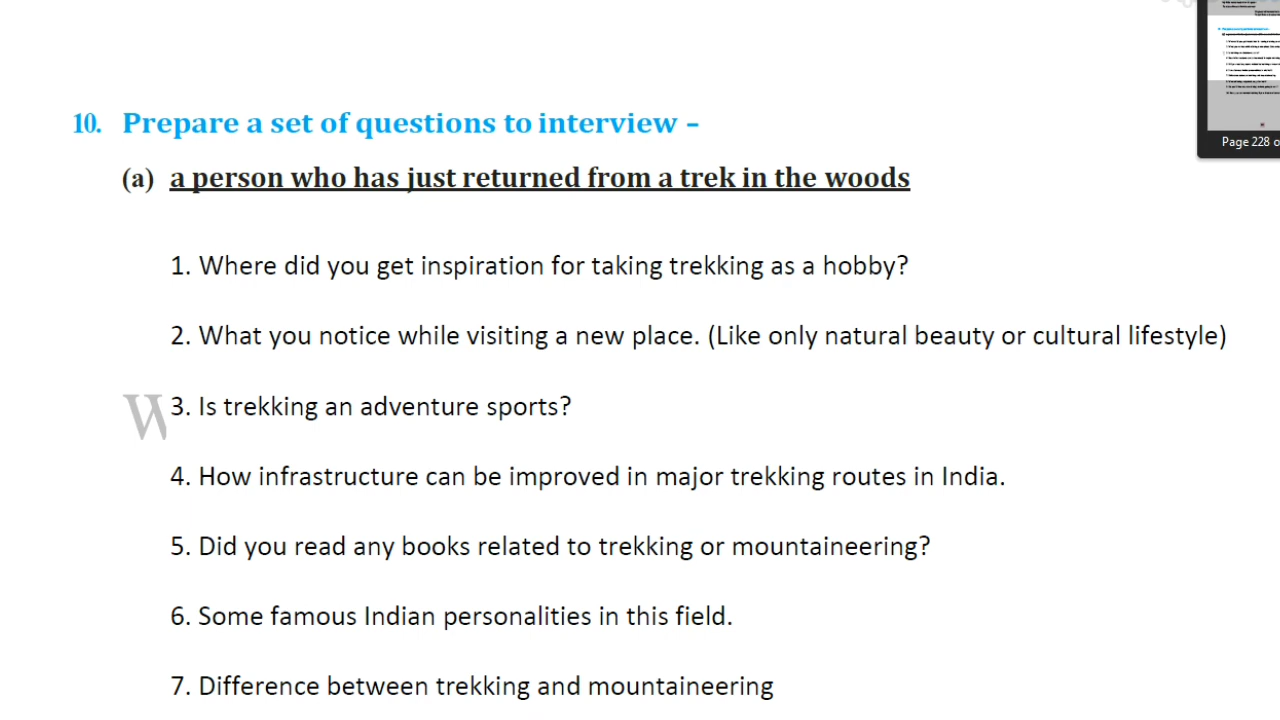 10. Prepare a set of questions to interview –
(a) a person who has just returned from a trek in the woods
1. Where did you get inspiration for taking trekking as a hobby?
2. What you notice while visiting a new place. (Like only natural beauty or cultural lifestyle)
W
3. Is trekking an adventure sports?
4. How infrastructure can be improved in major trekking routes in India.
5. Did you read any books related to trekking or mountaineering?
6. Some famous Indian personalities in this field.
7. Difference between trekking and mountaineering
Page 228 o